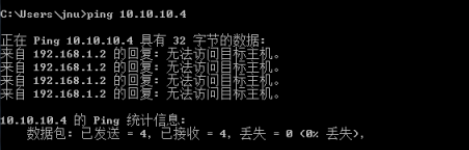 C:\Users\jnu>ping 10.10.10.4
正在 Ping 10.10.10.4 具有 32 字节的数据:
来自 192.168.1.2 的回复: 无法访问目标主机。
来自 192.168.1.2 的回复: 无法访问目标主机。
来自 192.168.1.2 的回复: 无法访问目标主机。
来自 192.168.1.2 的回复: 无法访问目标主机。
10.10.10.4 的 Ping 统计信息:
数据包: 已发送 = 4，已接收 = 4，丢失 = 0 (0% 丢失)，